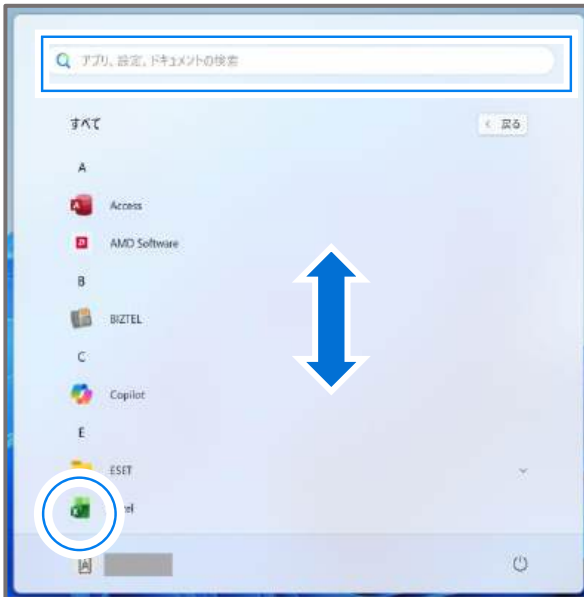 アプリ、設定、ドキュメントの検索
すべて
< 戻る
A
Access
AMD Software
B
BIZTEL
C
Copilot
E
ESET
A